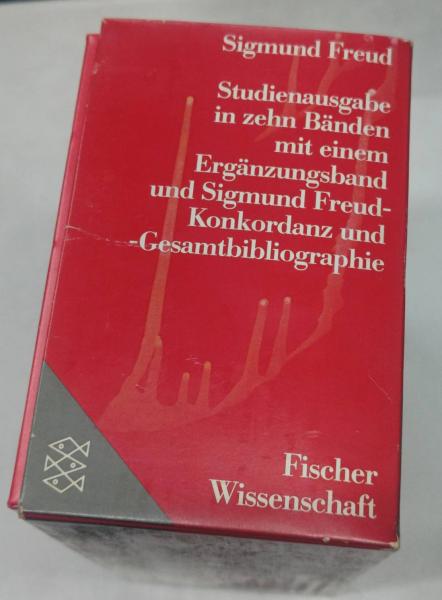 Sigmund Freud
Studienausgabe
in zehn Bänden
mit einem
Ergänzungsband
und Sigmund Freud-
Konkordanz und
-Gesamtbibliographie
Fischer
Wissenschaft